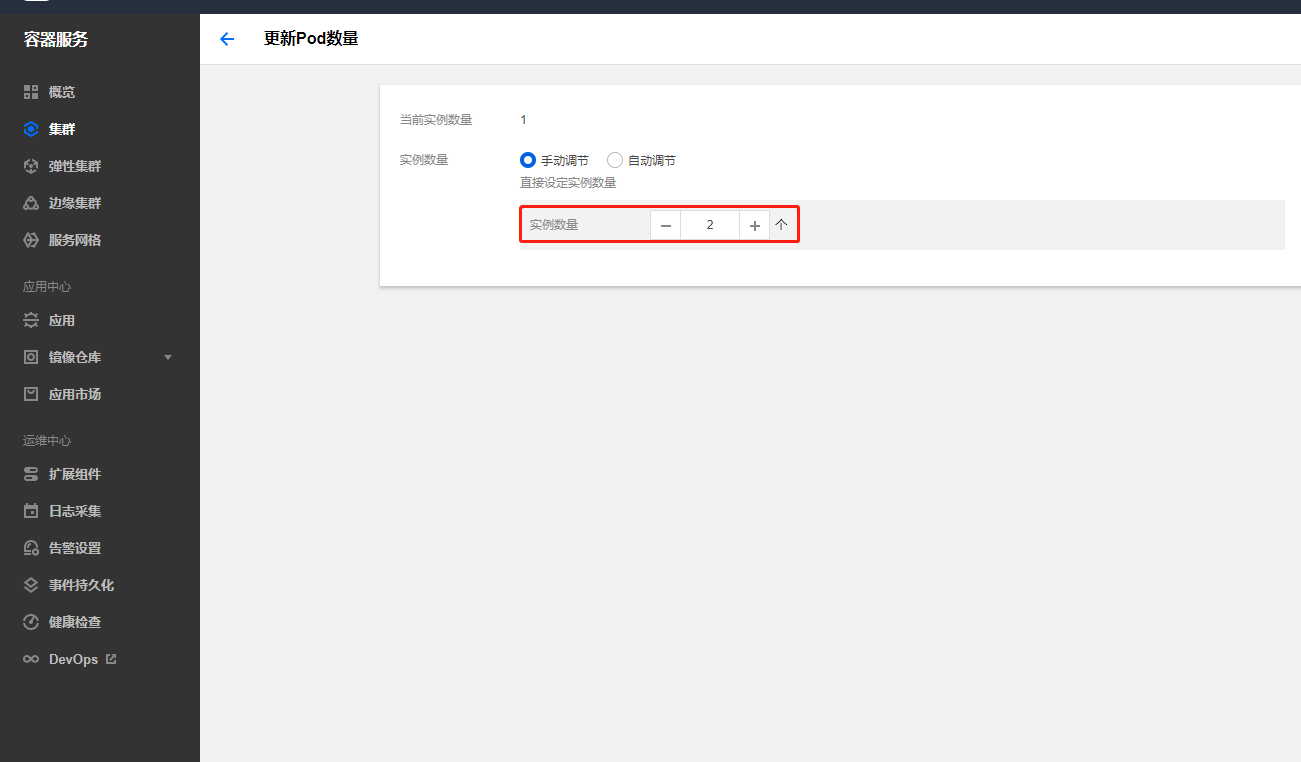 容器服务
更新Pod数量
概览
集群
弹性集群
边缘集群
服务网格
应用中心
应用
镜像仓库
应用市场
运维中心
扩展组件
日志采集
告警设置
事件持久化
健康检查
DevOps
当前实例数量 1
实例数量 手动调节 自动调节
直接设定实例数量
实例数量 － 2 + 个